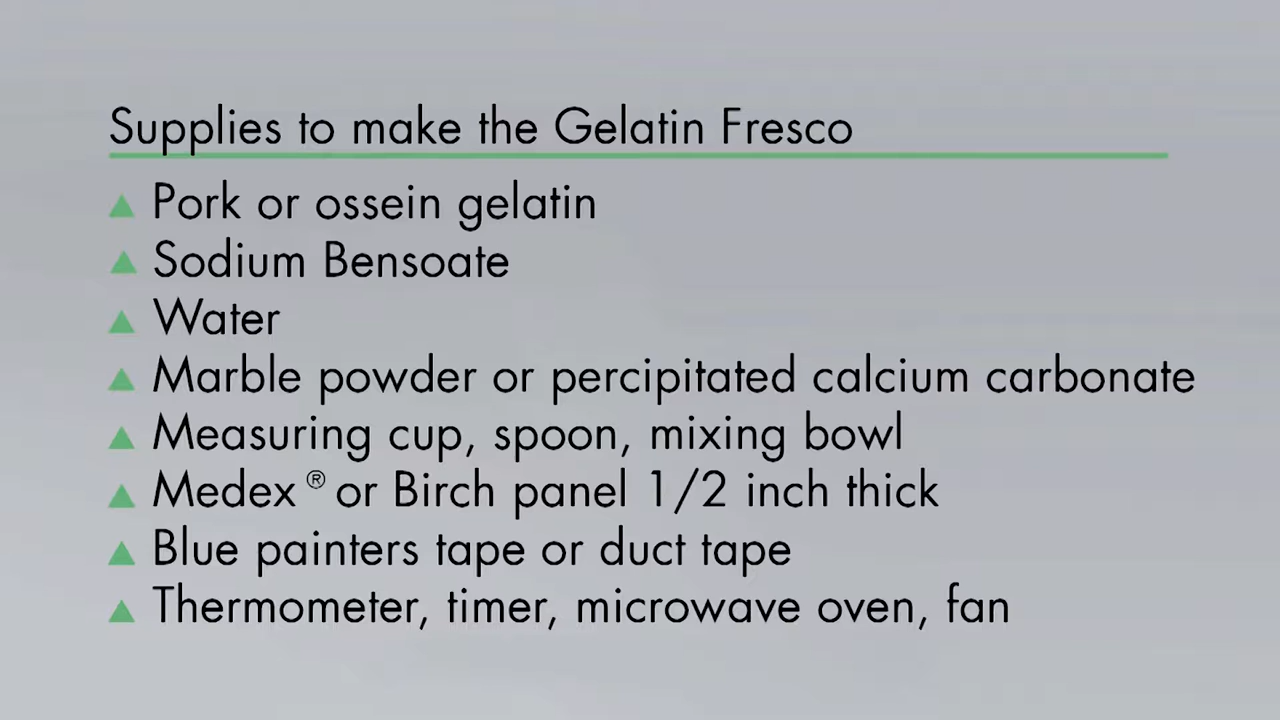 Supplies to make the Gelatin Fresco
Pork or ossein gelatin
Sodium Bensoate
Water
Marble powder or percipitated calcium carbonate
Measuring cup, spoon, mixing bowl
Medex ® or Birch panel 1/2 inch thick
Blue painters tape or duct tape
Thermometer, timer, microwave oven, fan